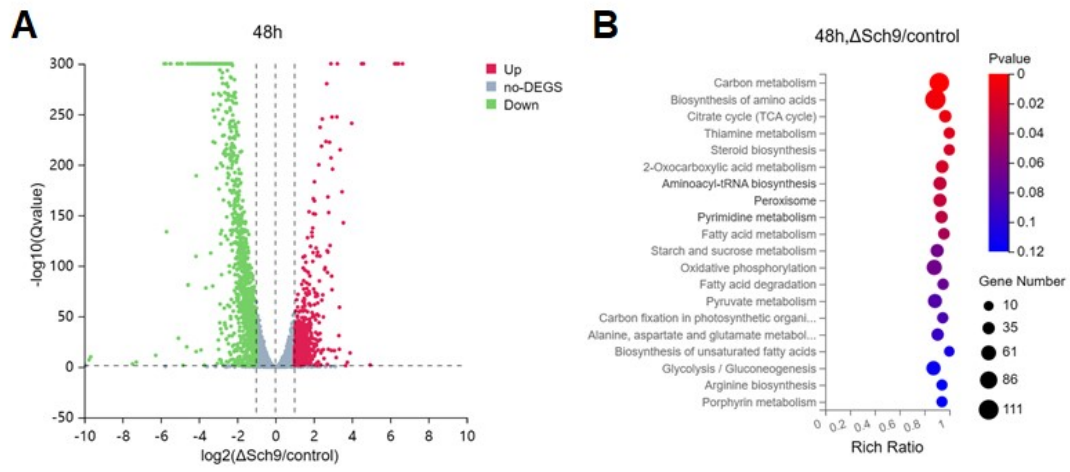 A
48h
-log10(Qvalue)
300
250
200
150
100
50
0
-50
-10
-8
-6
-4
-2
0
2
4
6
8
10
log2(ΔSch9/control)
Up
no-DEGS
Down
B
48h,ΔSch9/control
Carbon metabolism
Biosynthesis of amino acids
Citrate cycle (TCA cycle)
Thiamine metabolism
Steroid biosynthesis
2-Oxocarboxylic acid metabolism
Aminoacyl-tRNA biosynthesis
Peroxisome
Pyrimidine metabolism
Fatty acid metabolism
Starch and sucrose metabolism
Oxidative phosphorylation
Fatty acid degradation
Pyruvate metabolism
Carbon fixation in photosynthetic organi...
Alanine, aspartate and glutamate metabol...
Biosynthesis of unsaturated fatty acids
Glycolysis / Gluconeogenesis
Arginine biosynthesis
Porphyrin metabolism
0
0.2
0.4
0.6
0.8
1
Rich Ratio
Pvalue
0
0.02
0.04
0.06
0.08
0.1
0.12
Gene Number
10
35
61
86
111